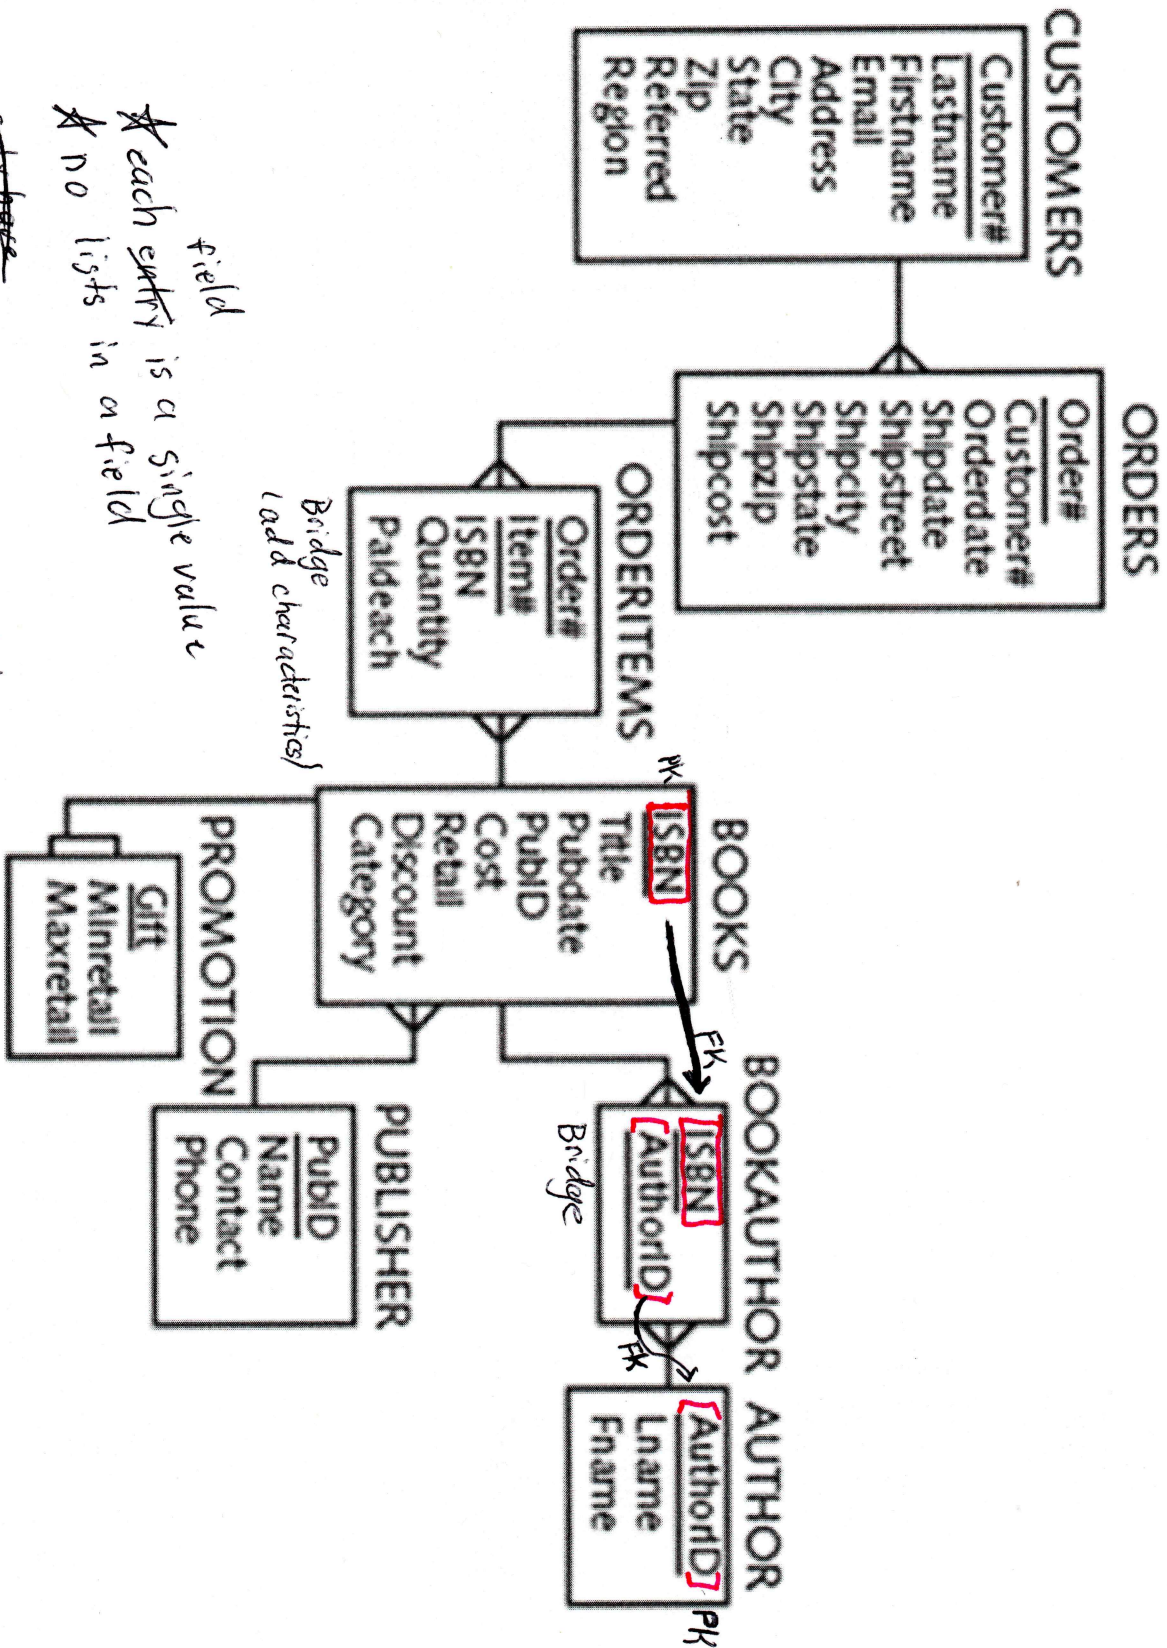 CUSTOMERS
Customer#
Lastname
Firstname
Email
Address
City
State
Zip
Referred
Region
ORDERS
Order#
Customer#
Orderdate
Shipdate
Shipstreet
Shipcity
Shipstate
Shipzip
Shipcost
ORDERITEMS
Order#
Item#
ISBN
Quantity
Paideach
Bridge
(add characteristics)
BOOKS
PK
ISBN
Title
Pubdate
PubID
Cost
Retail
Discount
Category
FK
BOOKAUTHOR
ISBN
AuthorID
Bridge
FK
AUTHOR
AuthorID
PK
Lname
Fname
PROMOTION
Gift
Minretail
Maxretail
PUBLISHER
PubID
Name
Contact
Phone
field
each entry is a single value
no lists in a field